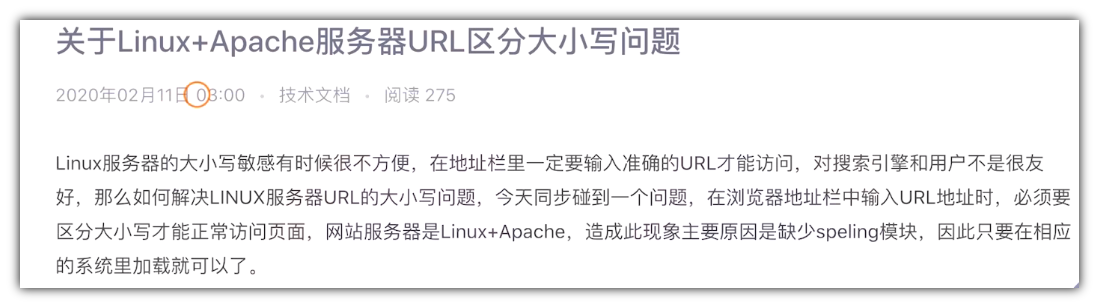 关于Linux+Apache服务器URL区分大小写问题
2020年02月11日 03:00 • 技术文档 • 阅读 275
Linux服务器的大小写敏感有时候很不方便，在地址栏里一定要输入准确的URL才能访问，对搜索引擎和用户不是很友
好，那么如何解决LINUX服务器URL的大小写问题，今天同步碰到一个问题，在浏览器地址栏中输入URL地址时，必须要
区分大小写才能正常访问页面，网站服务器是Linux+Apache，造成此现象主要原因是缺少speling模块，因此只要在相应
的系统里加载就可以了。